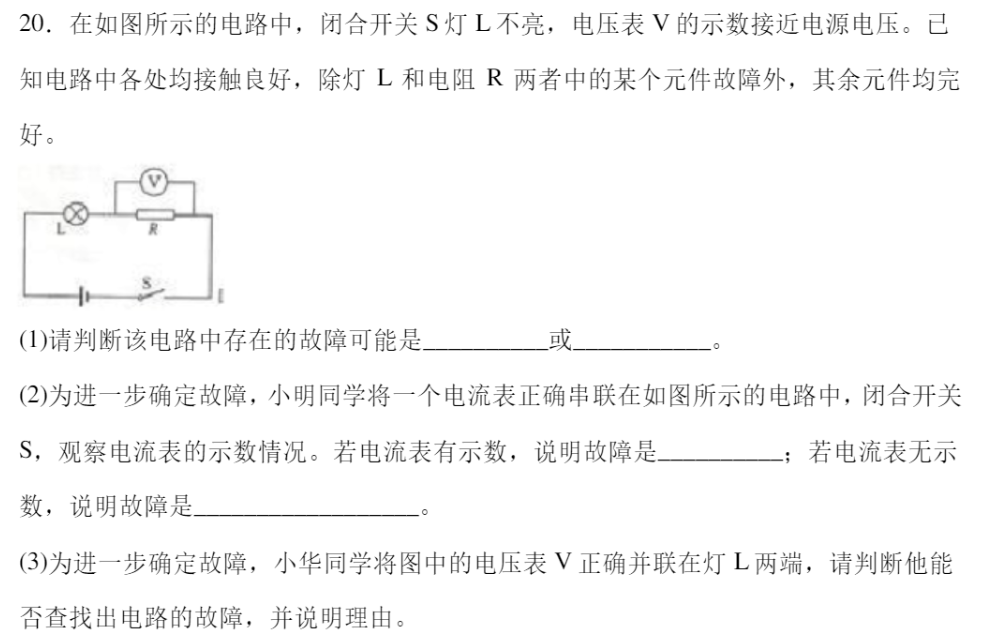 20．在如图所示的电路中，闭合开关 S 灯 L 不亮，电压表 V 的示数接近电源电压。已
知电路中各处均接触良好，除灯 L 和电阻 R 两者中的某个元件故障外，其余元件均完
好。
V
L
R
S
(1)请判断该电路中存在的故障可能是__________或___________。
(2)为进一步确定故障，小明同学将一个电流表正确串联在如图所示的电路中，闭合开关
S，观察电流表的示数情况。若电流表有示数，说明故障是__________；若电流表无示
数，说明故障是__________________。
(3)为进一步确定故障，小华同学将图中的电压表 V 正确并联在灯 L 两端，请判断他能
否查找出电路的故障，并说明理由。